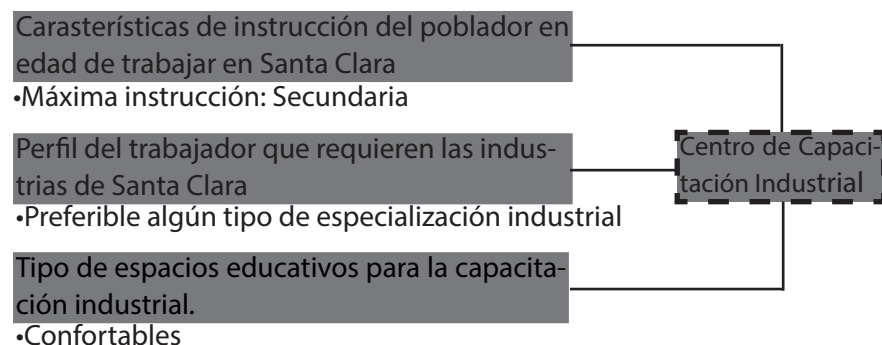 Carasterísticas de instrucción del poblador en
edad de trabajar en Santa Clara
•Máxima instrucción: Secundaria
Perfil del trabajador que requieren las indus-
trias de Santa Clara
•Preferible algún tipo de especialización industrial
Centro de Capaci-
tación Industrial
Tipo de espacios educativos para la capacita-
ción industrial.
•Confortables